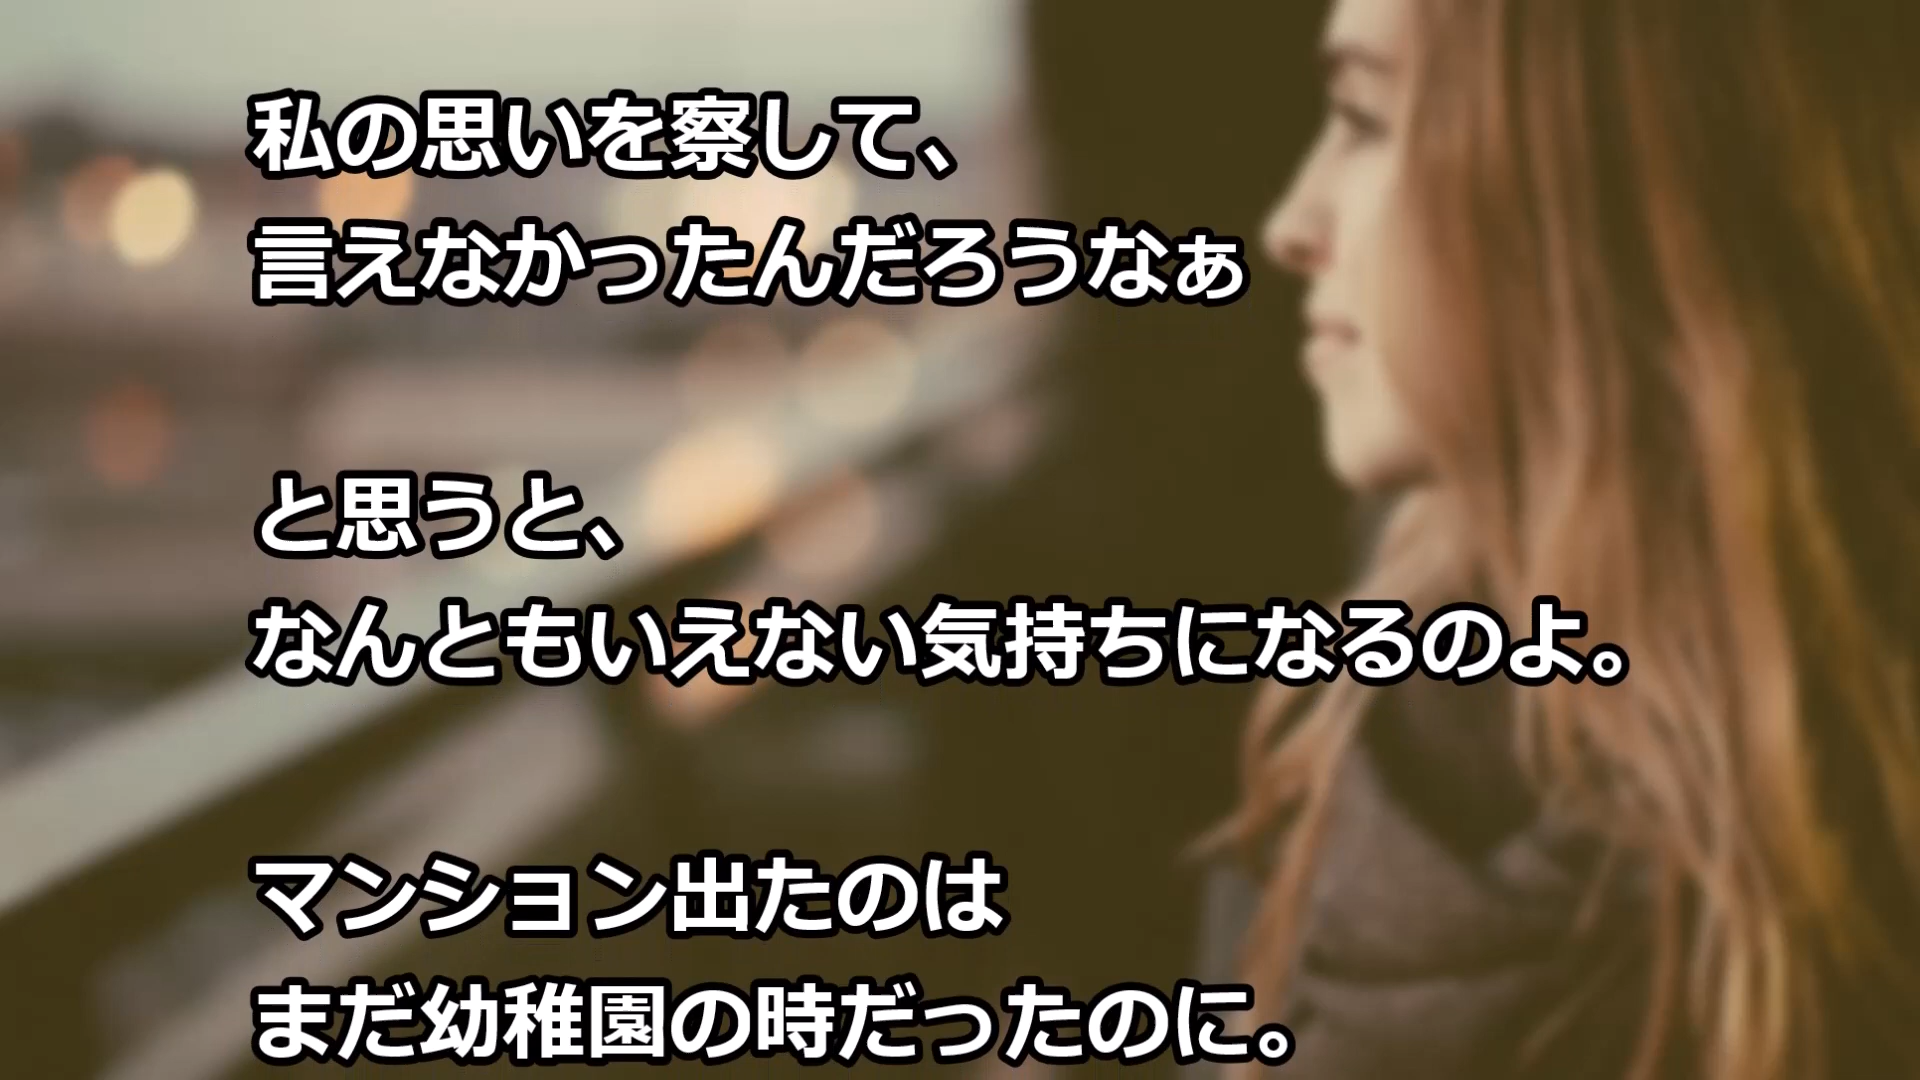 私の思いを察して、
言えなかったんだろうなぁ
と思うと、
なんともいえない気持ちになるのよ。
マンション出たのは
まだ幼稚園の時だったのに。